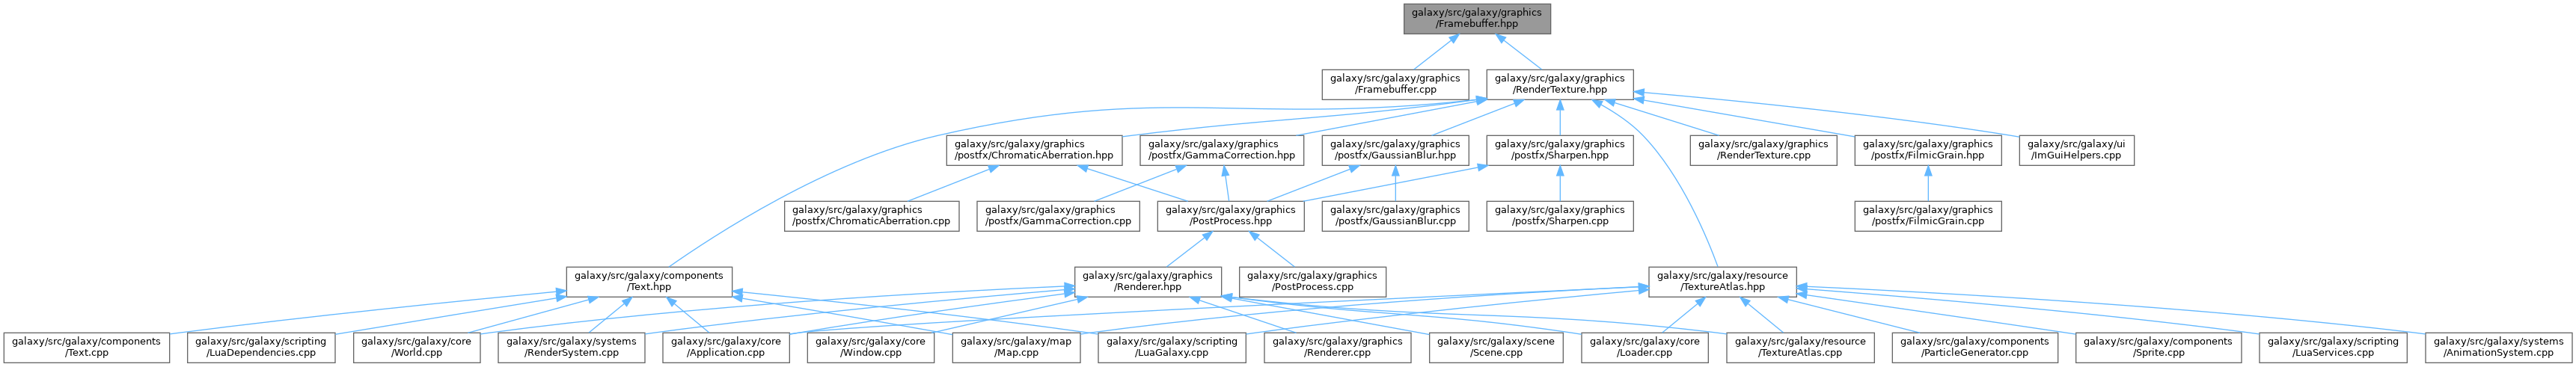 galaxy/src/galaxy/graphics
/Framebuffer.hpp
galaxy/src/galaxy/graphics
/Framebuffer.cpp
galaxy/src/galaxy/graphics
/RenderTexture.hpp
galaxy/src/galaxy/graphics
/postfx/ChromaticAberration.hpp
galaxy/src/galaxy/graphics
/postfx/GammaCorrection.hpp
galaxy/src/galaxy/graphics
/postfx/GaussianBlur.hpp
galaxy/src/galaxy/graphics
/postfx/Sharpen.hpp
galaxy/src/galaxy/graphics
/RenderTexture.cpp
galaxy/src/galaxy/graphics
/postfx/FilmicGrain.hpp
galaxy/src/galaxy/ui
/ImGuiHelpers.cpp
galaxy/src/galaxy/graphics
/postfx/ChromaticAberration.cpp
galaxy/src/galaxy/graphics
/postfx/GammaCorrection.cpp
galaxy/src/galaxy/graphics
/PostProcess.hpp
galaxy/src/galaxy/graphics
/postfx/GaussianBlur.cpp
galaxy/src/galaxy/graphics
/postfx/Sharpen.cpp
galaxy/src/galaxy/graphics
/postfx/FilmicGrain.cpp
galaxy/src/galaxy/components
/Text.hpp
galaxy/src/galaxy/graphics
/Renderer.hpp
galaxy/src/galaxy/graphics
/PostProcess.cpp
galaxy/src/galaxy/resource
/TextureAtlas.hpp
galaxy/src/galaxy/components
/Text.cpp
galaxy/src/galaxy/scripting
/LuaDependencies.cpp
galaxy/src/galaxy/core
/World.cpp
galaxy/src/galaxy/systems
/RenderSystem.cpp
galaxy/src/galaxy/core
/Application.cpp
galaxy/src/galaxy/core
/Window.cpp
galaxy/src/galaxy/map
/Map.cpp
galaxy/src/galaxy/scripting
/LuaGalaxy.cpp
galaxy/src/galaxy/graphics
/Renderer.cpp
galaxy/src/galaxy/scene
/Scene.cpp
galaxy/src/galaxy/core
/Loader.cpp
galaxy/src/galaxy/resource
/TextureAtlas.cpp
galaxy/src/galaxy/components
/ParticleGenerator.cpp
galaxy/src/galaxy/components
/Sprite.cpp
galaxy/src/galaxy/scripting
/LuaServices.cpp
galaxy/src/galaxy/systems
/AnimationSystem.cpp